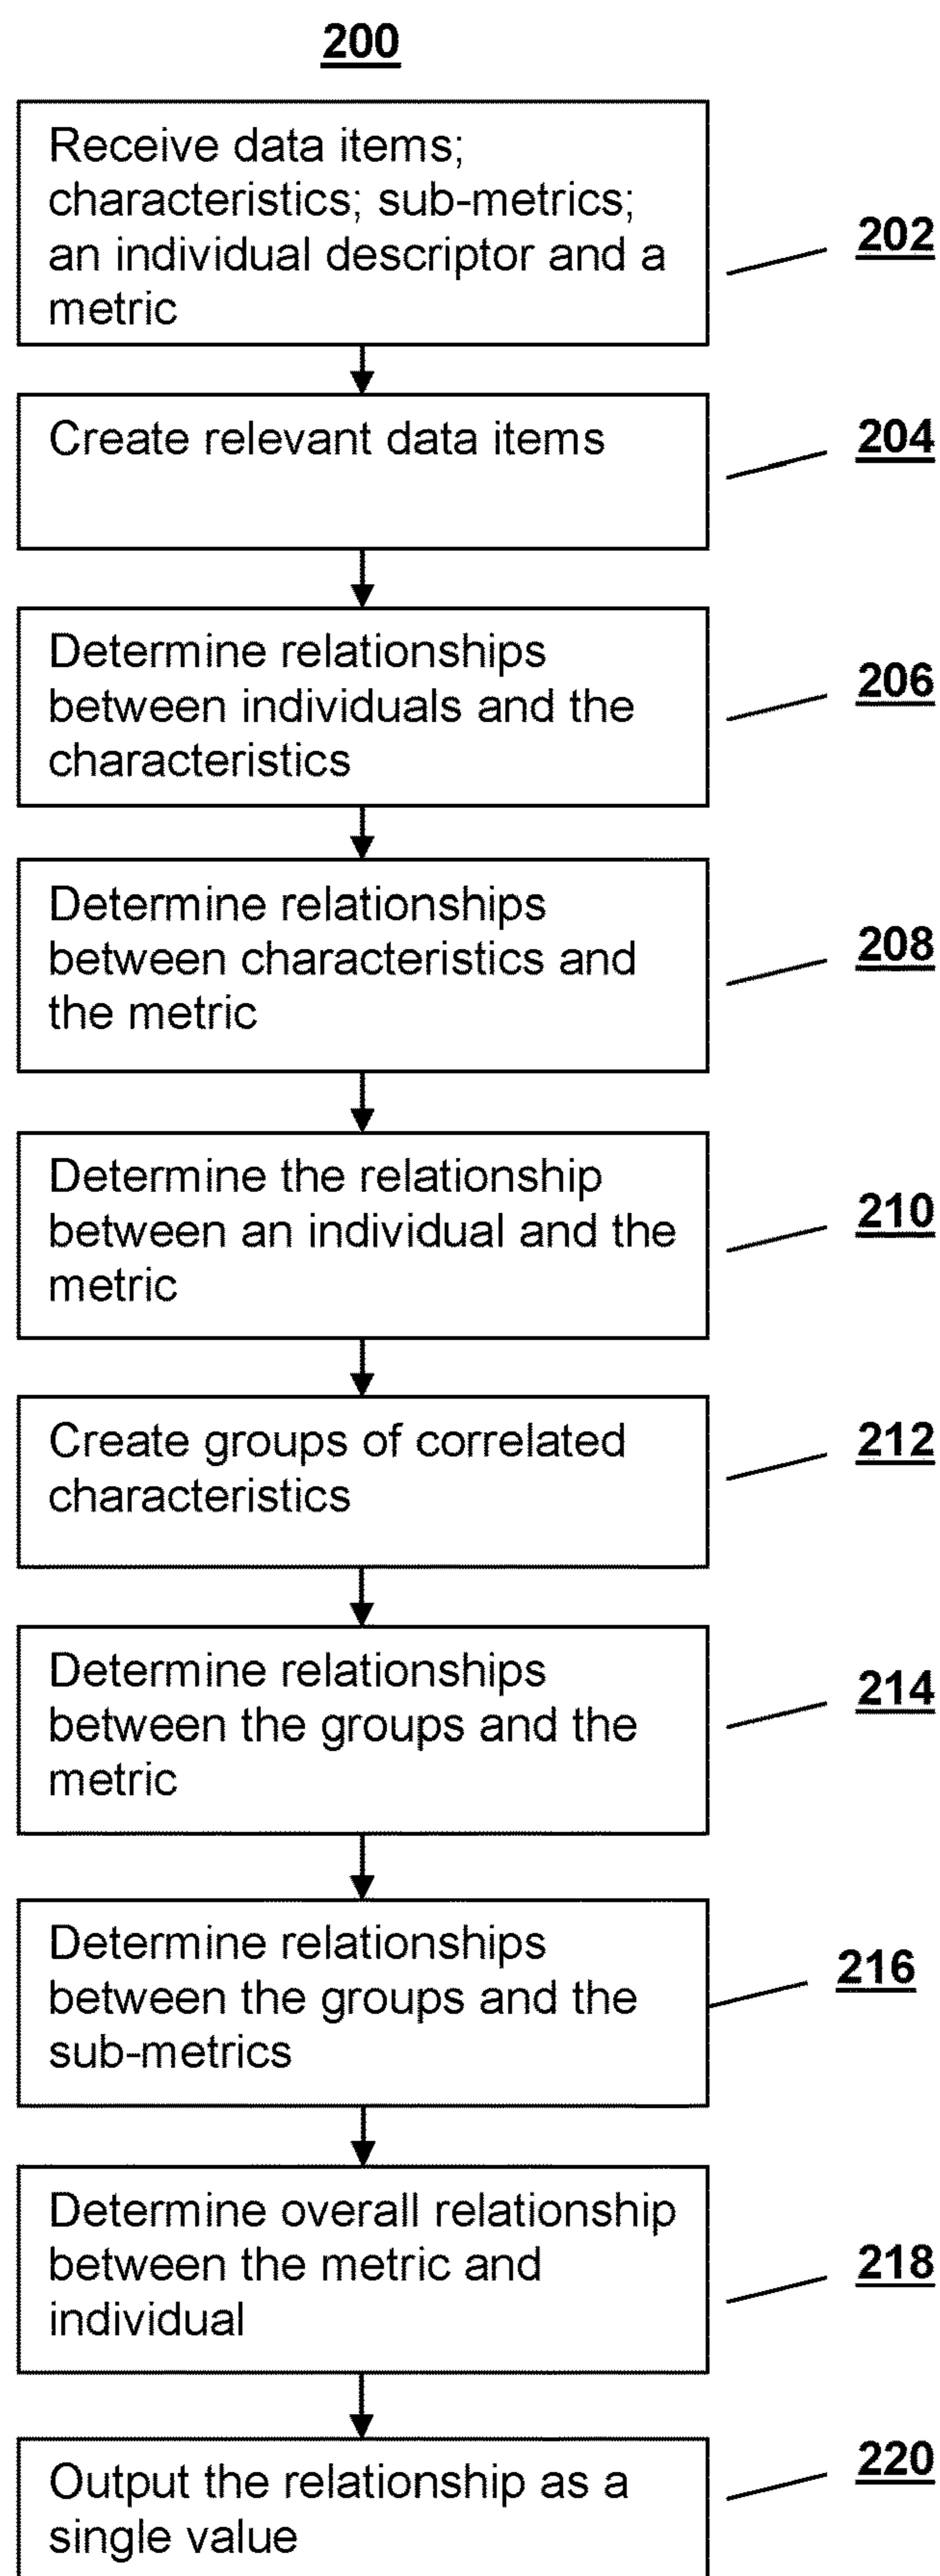 200
Receive data items;
characteristics; sub-metrics;
an individual descriptor and a
metric
202
Create relevant data items
204
Determine relationships
between individuals and the
characteristics
206
Determine relationships
between characteristics and
the metric
208
Determine the relationship
between an individual and the
metric
210
Create groups of correlated
characteristics
212
Determine relationships
between the groups and the
metric
214
Determine relationships
between the groups and the
sub-metrics
216
Determine overall relationship
between the metric and
individual
218
Output the relationship as a
single value
220